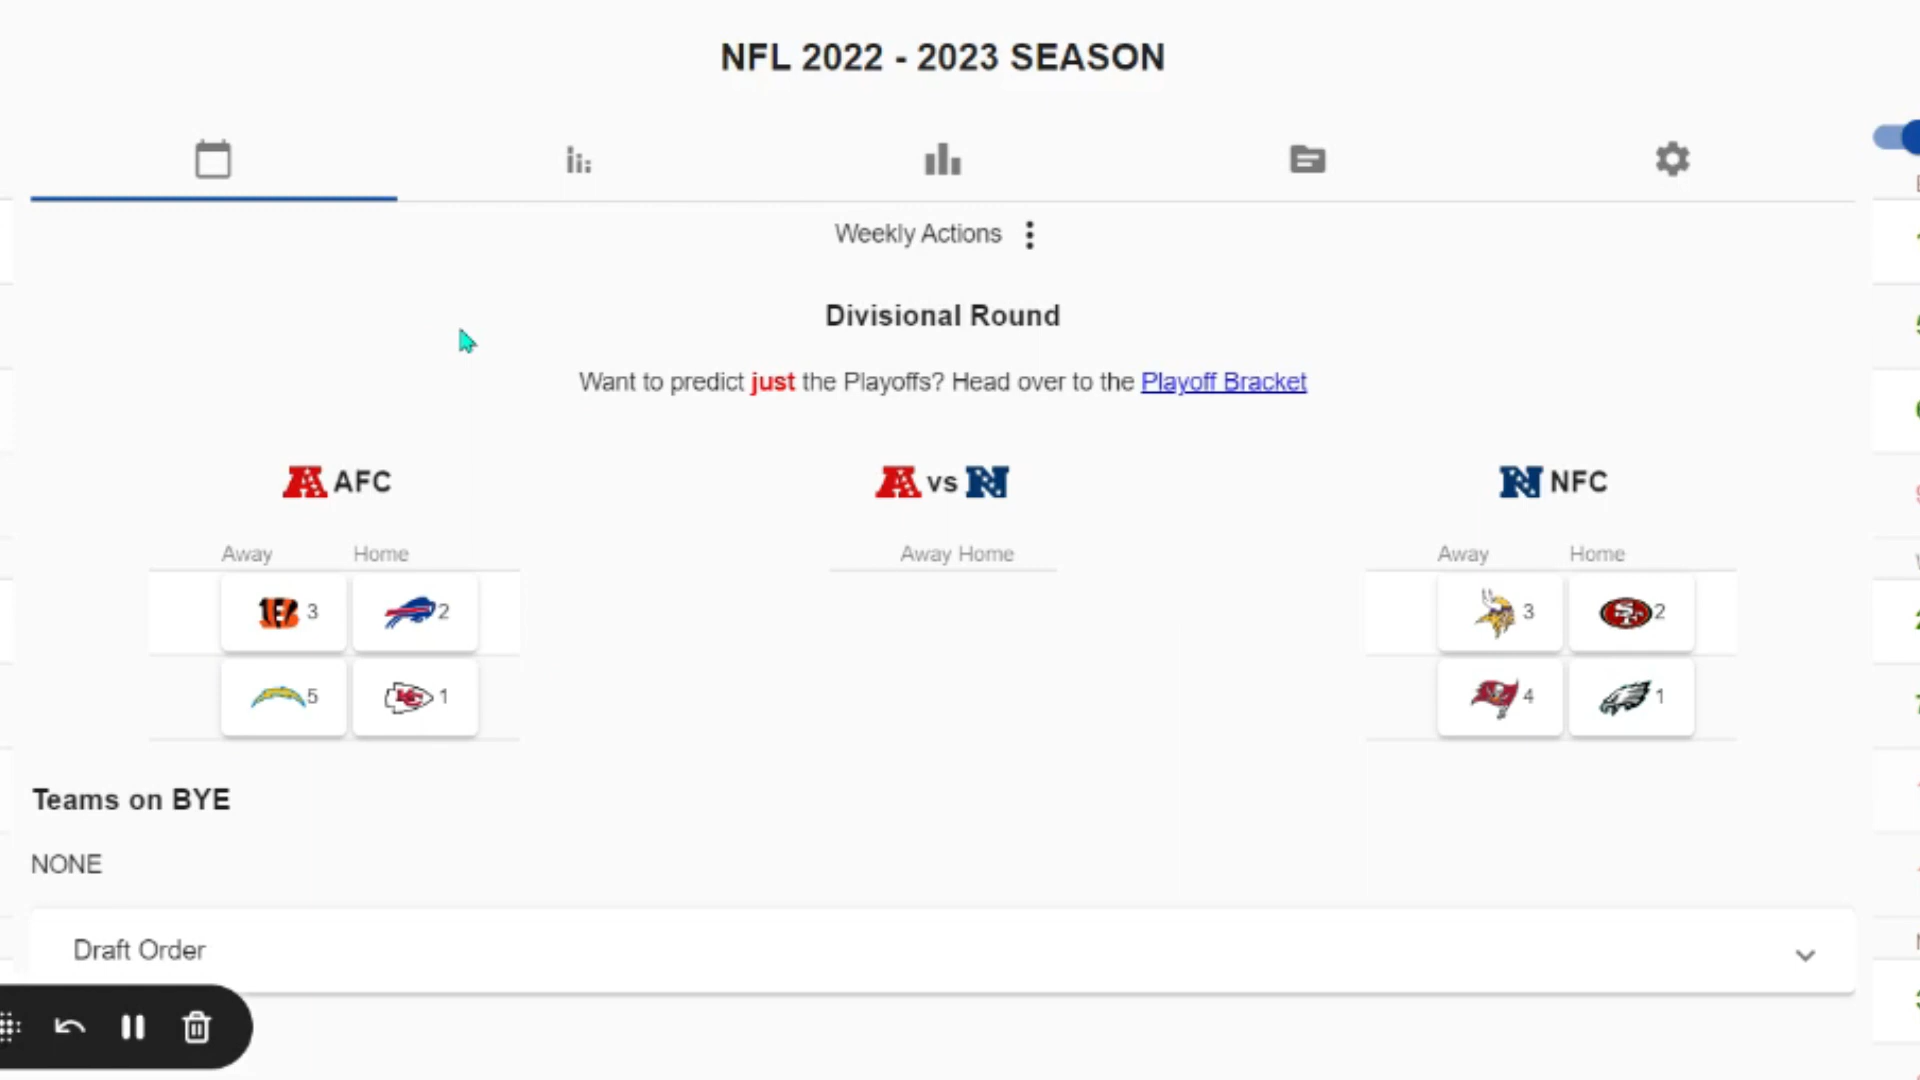 NFL 2022 - 2023 SEASON
Weekly Actions
Divisional Round
Want to predict just the Playoffs? Head over to the Playoff Bracket
AFC
vs
NFC
Away Home
Away Home
Away Home
3 2
5 1
3 2
4 1
Teams on BYE
NONE
Draft Order